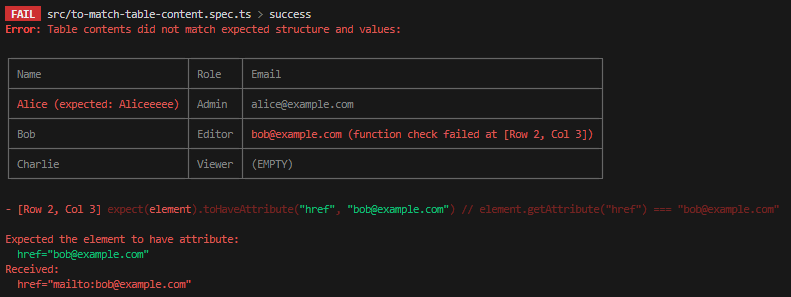 FAIL src/to-match-table-content.spec.ts > success
Error: Table contents did not match expected structure and values:
Name Role Email
Alice (expected: Aliceeeee) Admin alice@example.com
Bob Editor bob@example.com (function check failed at [Row 2, Col 3])
Charlie Viewer (EMPTY)
- [Row 2, Col 3] expect(element).toHaveAttribute("href", "bob@example.com") // element.getAttribute("href") === "bob@example.com"
Expected the element to have attribute:
href="bob@example.com"
Received:
href="mailto:bob@example.com"